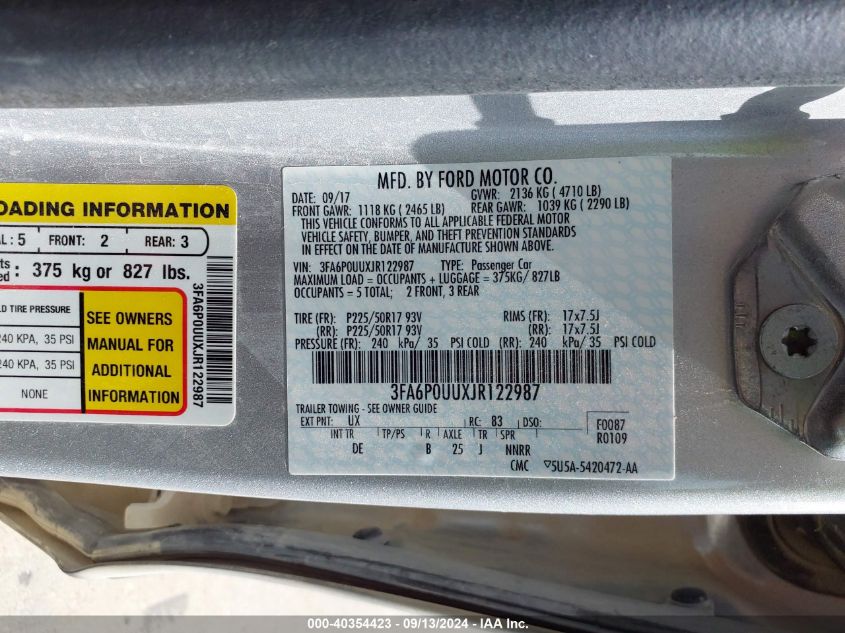 OADING INFORMATION
AL : 5 FRONT: 2 REAR: 3
375 kg or 827 lbs.
LD TIRE PRESSURE
240 KPA, 35 PSI
240 KPA, 35 PSI
NONE
SEE OWNERS
MANUAL FOR
ADDITIONAL
INFORMATION
3FA6P0UUXJR122987
MFD. BY FORD MOTOR CO.
DATE: 09/17 GVWR: 2136 KG ( 4710 LB)
FRONT GAWR: 1118 KG ( 2465 LB) REAR GAWR: 1039 KG ( 2290 LB)
THIS VEHICLE CONFORMS TO ALL APPLICABLE FEDERAL MOTOR
VEHICLE SAFETY, BUMPER, AND THEFT PREVENTION STANDARDS
IN EFFECT ON THE DATE OF MANUFACTURE SHOWN ABOVE.
VIN: 3FA6P0UUXJR122987 TYPE: Passenger Car
MAXIMUM LOAD = OCCUPANTS + LUGGAGE = 375KG/ 827LB
OCCUPANTS = 5 TOTAL; 2 FRONT, 3 REAR
TIRE (FR): P225/50R17 93V RIMS (FR): 17x7.5J
(RR): P225/50R17 93V (RR): 17x7.5J
PRESSURE (FR): 240 kPa/ 35 PSI COLD (RR): 240 kPa/ 35 PSI COLD
3FA6P0UUXJR122987
TRAILER TOWING - SEE OWNER GUIDE
EXT PNT: UX RC: 83 DSO:
F0087
R0109
INT TR TP/PS R AXLE TR SPR
DE B 25 J NNRR
CMC 5U5A-5420472-AA
000-40354423 - 09/13/2024 - IAA Inc.